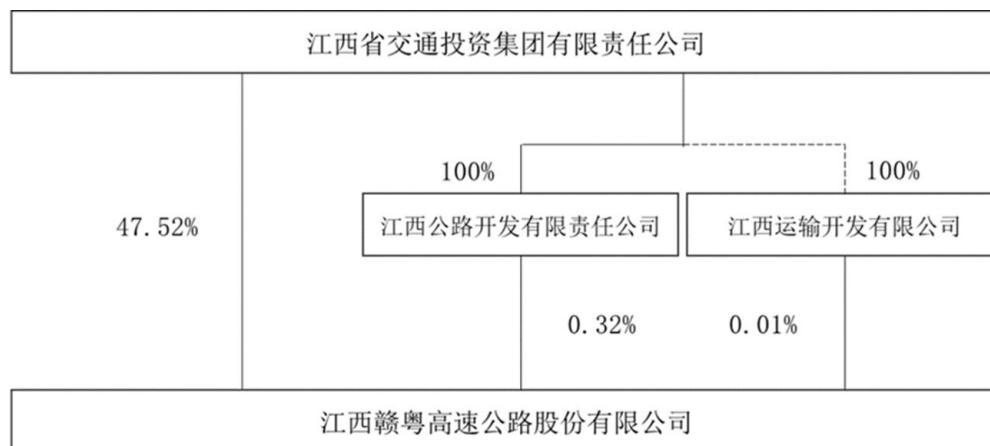 江西省交通投资集团有限责任公司
100%
100%
47.52%
江西公路开发有限责任公司
江西运输开发有限公司
0.32%
0.01%
江西赣粤高速公路股份有限公司